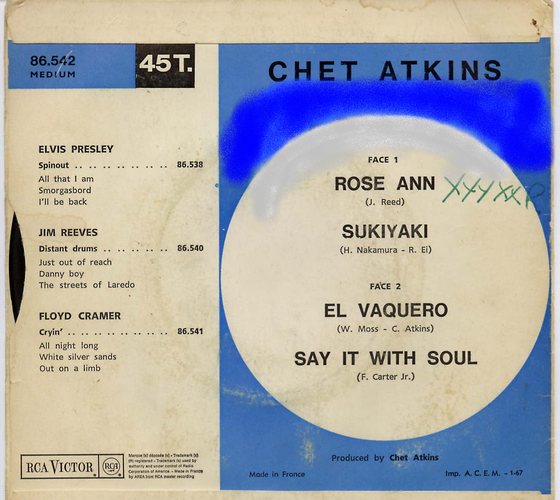 86.542
MEDIUM
45T.
ELVIS PRESLEY
Spinout .. .. .. .. .. .. .. .. 86.538
All that I am
Smorgasbord
I'll be back
JIM REEVES
Distant drums .. .. .. .. .. .. 86.540
Just out of reach
Danny boy
The streets of Laredo
FLOYD CRAMER
Cryin' .. .. .. .. .. .. .. .. .. 86.541
All night long
White silver sands
Out on a limb
RCA VICTOR
RCA
CHET ATKINS
FACE 1
ROSE ANN
(J. Reed)
SUKIYAKI
(H. Nakamura - R. Ei)
FACE 2
EL VAQUERO
(W. Moss - C. Atkins)
SAY IT WITH SOUL
(F. Carter Jr.)
Produced by Chet Atkins
Made in France
Imp. A. C. E. M. - 1-67